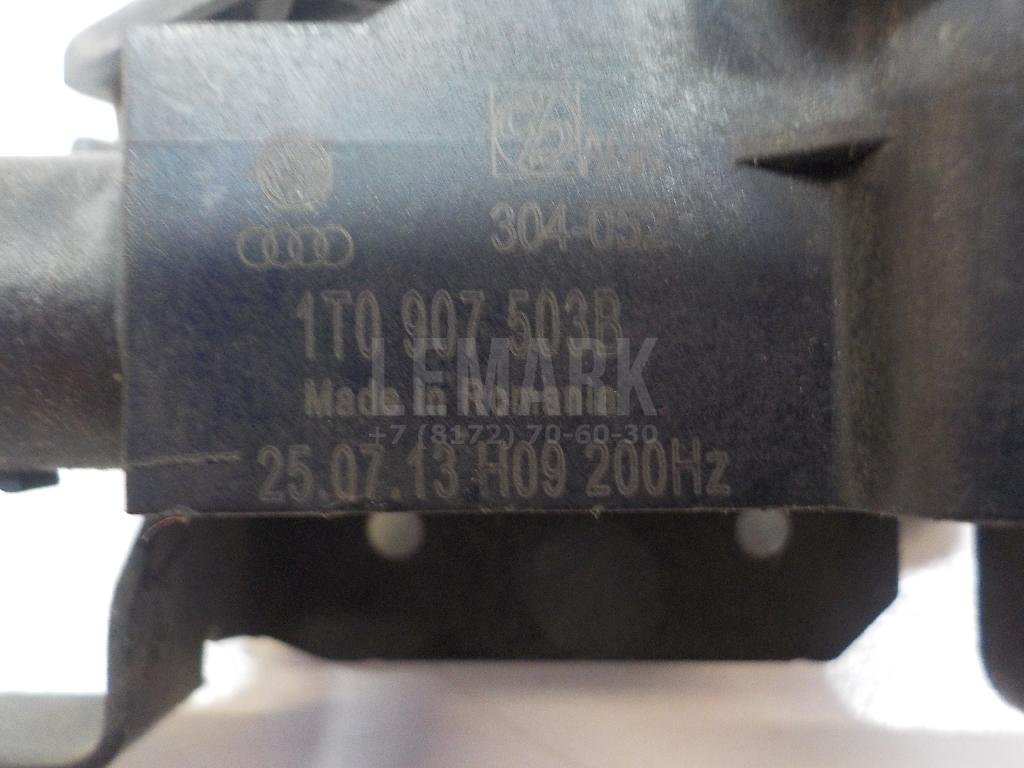 304-052
1T0 907 503B
LEMARK
Made in Romania
+7 (8172) 70-60-30
25.07.13 H09 200Hz